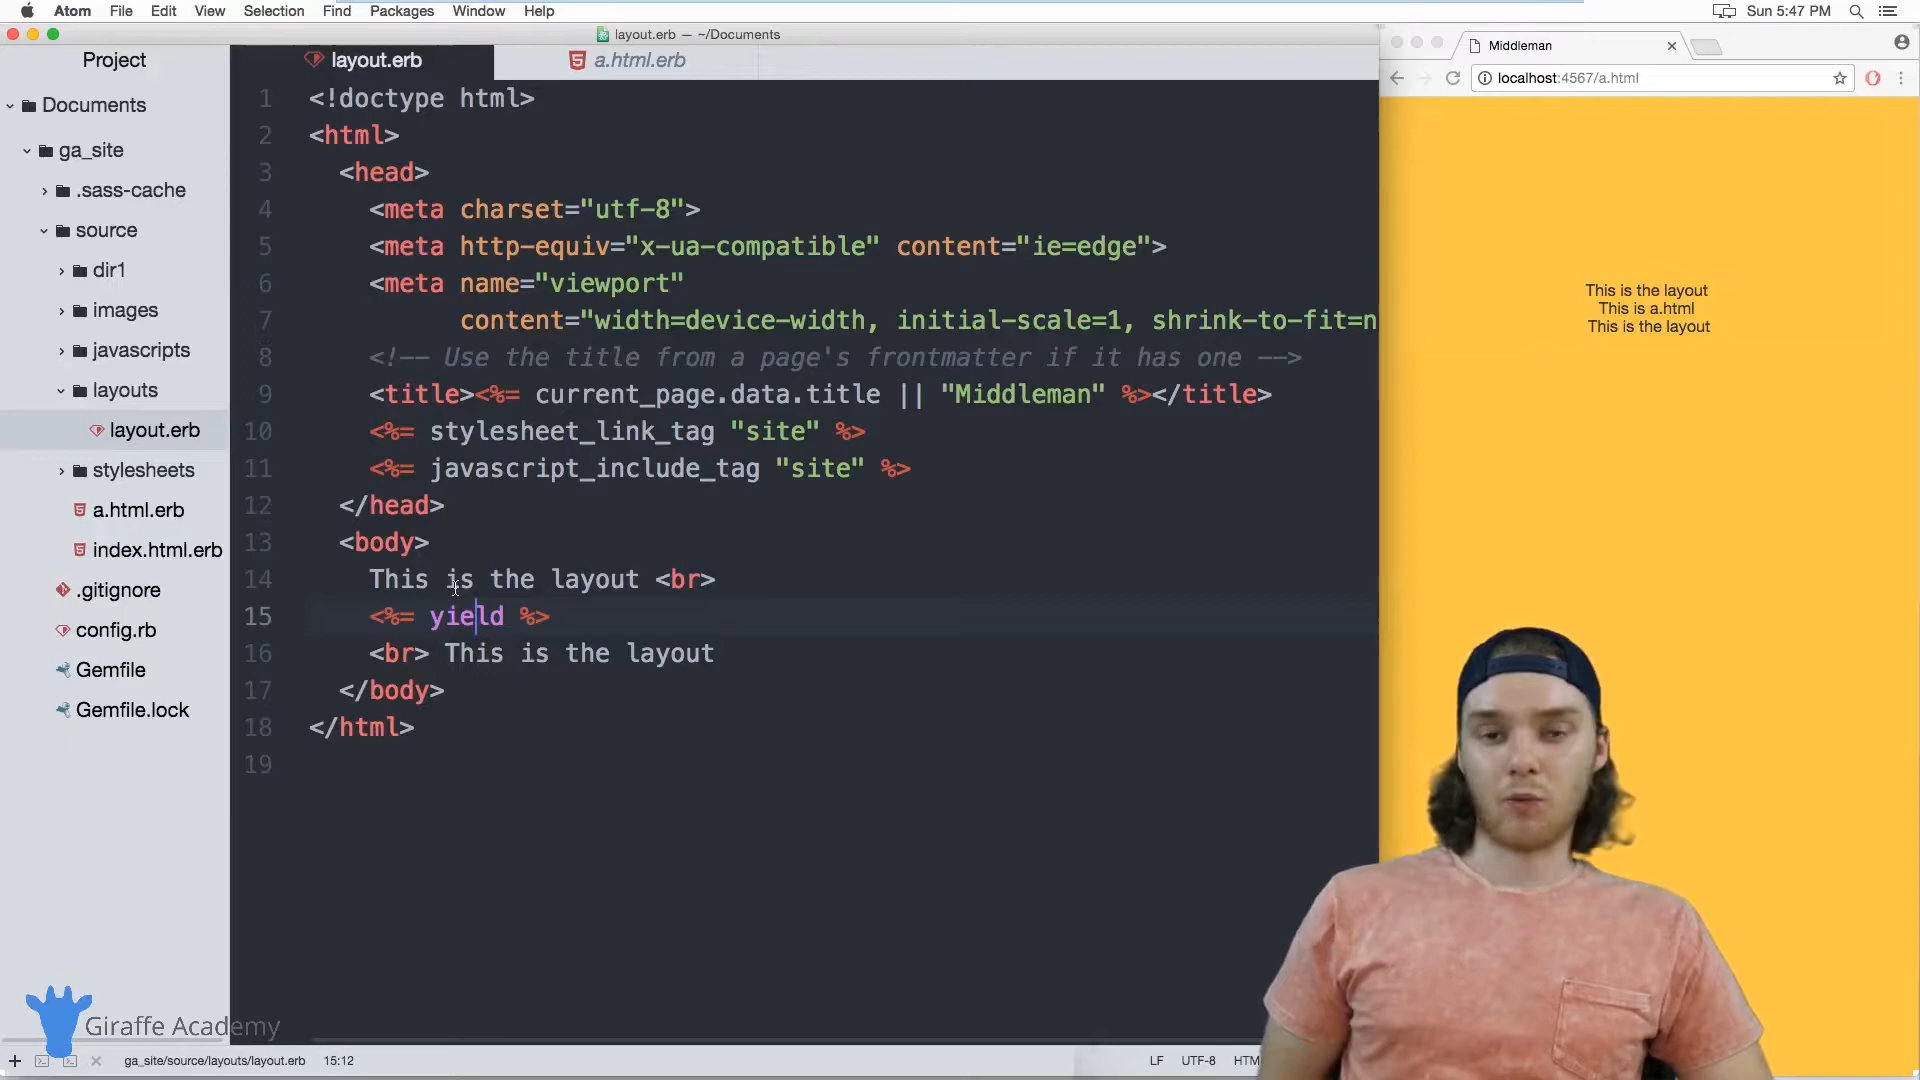 Atom File Edit View Selection Find Packages Window Help
Sun 5:47 PM
layout.erb — ~/Documents
Project
Documents
ga_site
.sass-cache
source
dir1
images
javascripts
layouts
layout.erb
stylesheets
a.html.erb
index.html.erb
.gitignore
config.rb
Gemfile
Gemfile.lock
layout.erb
a.html.erb
1 <!doctype html>
2 <html>
3 <head>
4 <meta charset="utf-8">
5 <meta http-equiv="x-ua-compatible" content="ie=edge">
6 <meta name="viewport"
7 content="width=device-width, initial-scale=1, shrink-to-fit=n
8 <!-- Use the title from a page's frontmatter if it has one -->
9 <title><%= current_page.data.title || "Middleman" %></title>
10 <%= stylesheet_link_tag "site" %>
11 <%= javascript_include_tag "site" %>
12 </head>
13 <body>
14 This is the layout <br>
15 <%= yield %>
16 <br> This is the layout
17 </body>
18 </html>
19
Middleman
localhost:4567/a.html
This is the layout
This is a.html
This is the layout
Giraffe Academy
ga_site/source/layouts/layout.erb 15:12
LF UTF-8 HTM